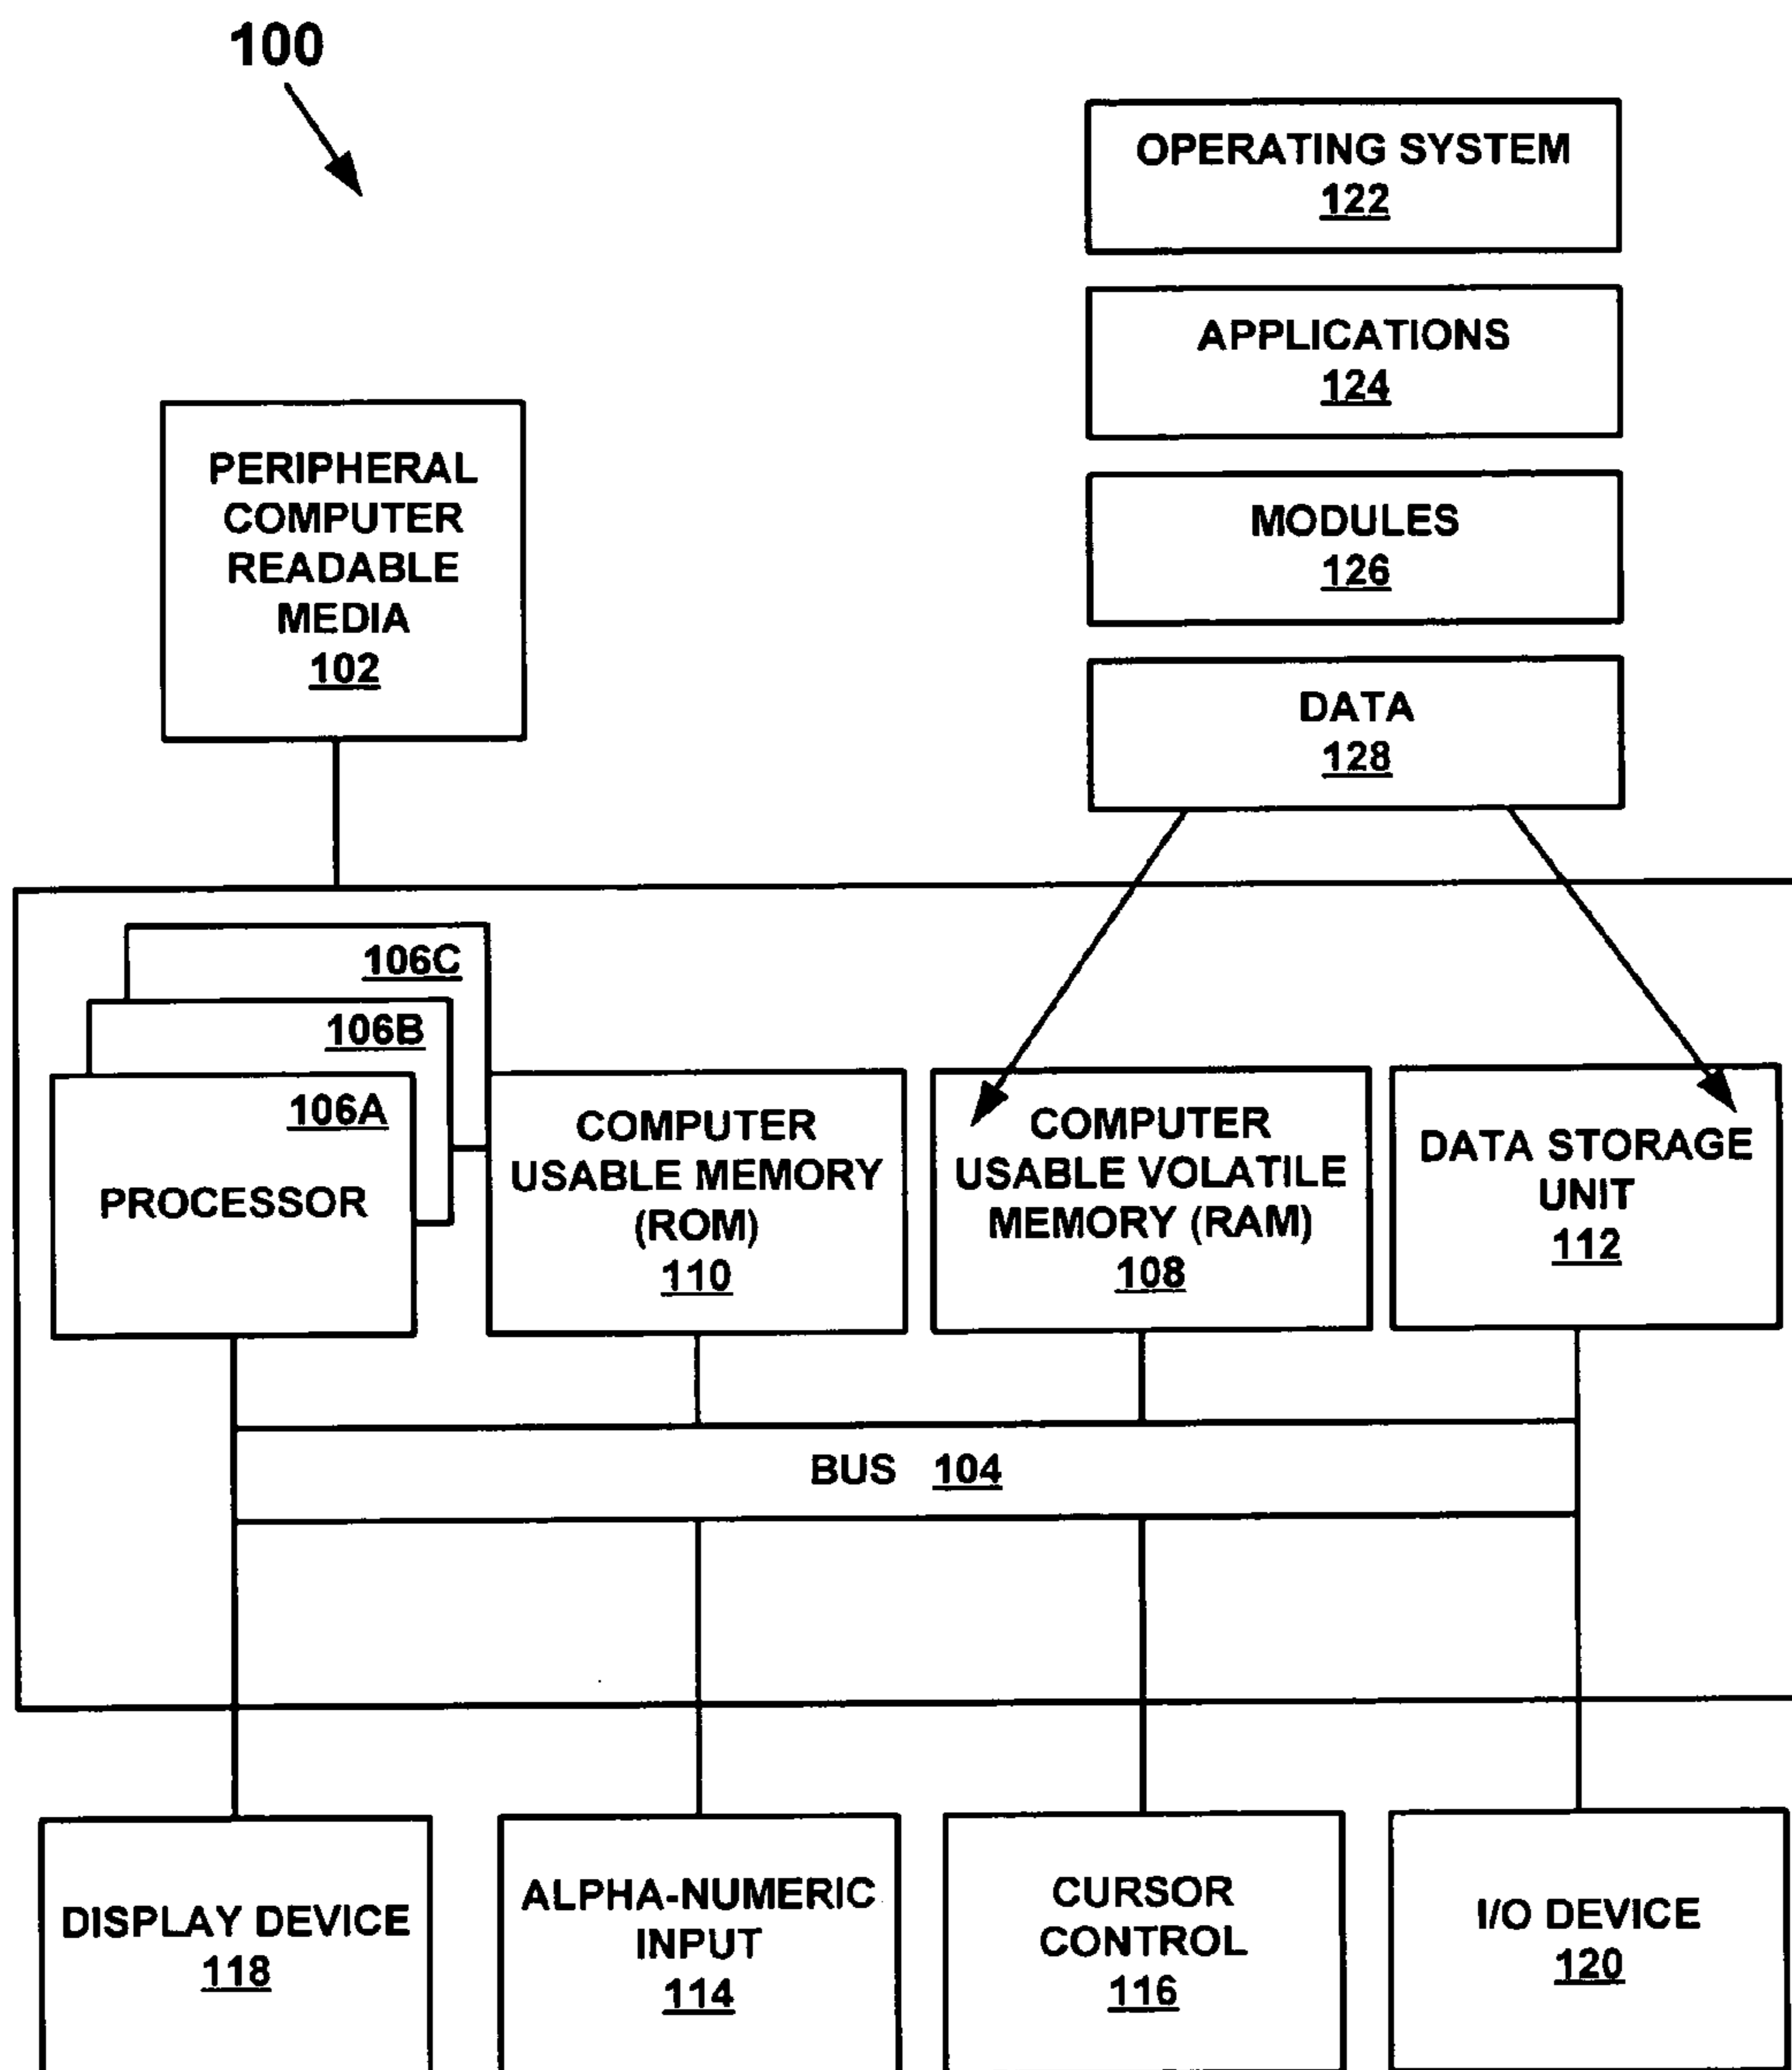 100
OPERATING SYSTEM
122
APPLICATIONS
124
PERIPHERAL
COMPUTER
READABLE
MEDIA
102
MODULES
126
DATA
128
106C
106B
106A
PROCESSOR
COMPUTER
USABLE MEMORY
(ROM)
110
COMPUTER
USABLE VOLATILE
MEMORY (RAM)
108
DATA STORAGE
UNIT
112
BUS 104
DISPLAY DEVICE
118
ALPHA-NUMERIC
INPUT
114
CURSOR
CONTROL
116
I/O DEVICE
120